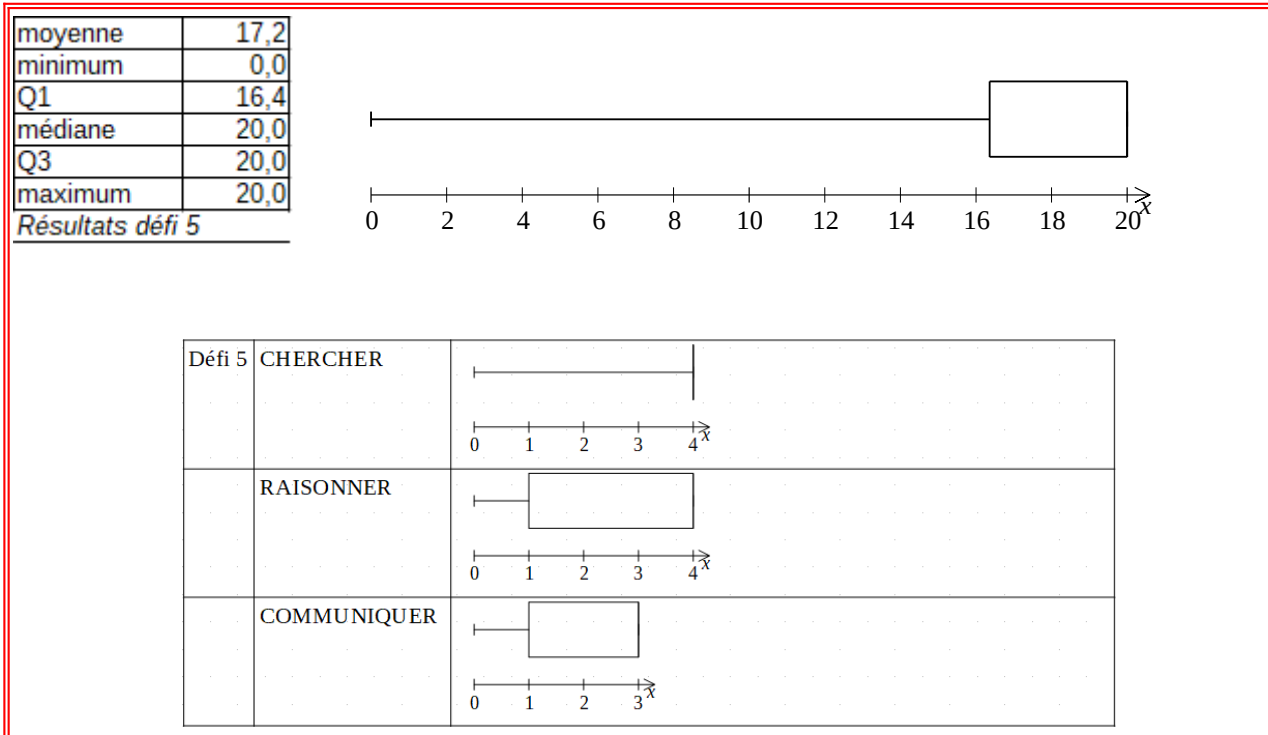 moyenne 17,2
minimum 0,0
Q1 16,4
médiane 20,0
Q3 20,0
maximum 20,0
Résultats défi 5
0 2 4 6 8 10 12 14 16 18 20 x
Défi 5 CHERCHER
0 1 2 3 4 x
RAISONNER
0 1 2 3 4 x
COMMUNIQUER
0 1 2 3 x